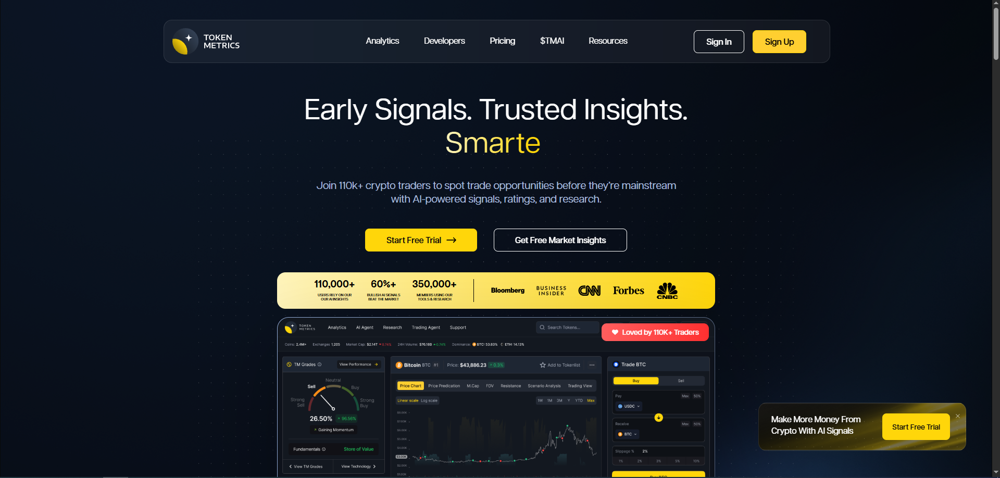 TOKEN
METRICS
Analytics
Developers
Pricing
$TMAI
Resources
Sign In
Sign Up
Early Signals. Trusted Insights.
Smarte
Join 110k+ crypto traders to spot trade opportunities before they're mainstream
with AI-powered signals, ratings, and research.
Start Free Trial
Get Free Market Insights
110,000+
USERS RELY ON OUR
OUR AI INSIGHTS
60%+
BULLISH AI SIGNALS
BEAT THE MARKET
350,000+
MEMBERS USING OUR
TOOLS & RESEARCH
Bloomberg
BUSINESS
INSIDER
CNN
Forbes
CNBC
TOKEN
METRICS
Analytics
AI Agent
Research
Trading Agent
Support
Search Tokens...
Loved by 110K+ Traders
Coins: 2.4M+
Exchanges 1,205
Market Cap: $2.14T 0.74%
24H Volume: $76.18B 0.74%
Dominance: BTC: 53.83% ETH: 14.13%
TM Grades
View Performance
Neutral
Sell
Buy
Strong
Sell
Strong
Buy
26.50%
96.56%
Gaining Momentum
Fundamentals
Store of Value
View TM Grades
View Technology
Bitcoin BTC #1
Price: $43,886.23
0.3%
Add to Tokenlist
Price Chart
Price Predication
M.Cap
FDV
Resistance
Scenario Analysis
Trading View
Linear scale
Log scale
1W
1M
3M
Y
YTD
Max
$8.00K
$7.00K
$6.00K
$5.00K
$4.00K
$3.00K
$2.00K
$1.00K
Trade BTC
Buy
Sell
Pay
Max
50%
USDC
Receive
Max
50%
BTC
Slippage %
2%
1%
2%
3%
5%
10%
Make More Money From
Crypto With AI Signals
Start Free Trial